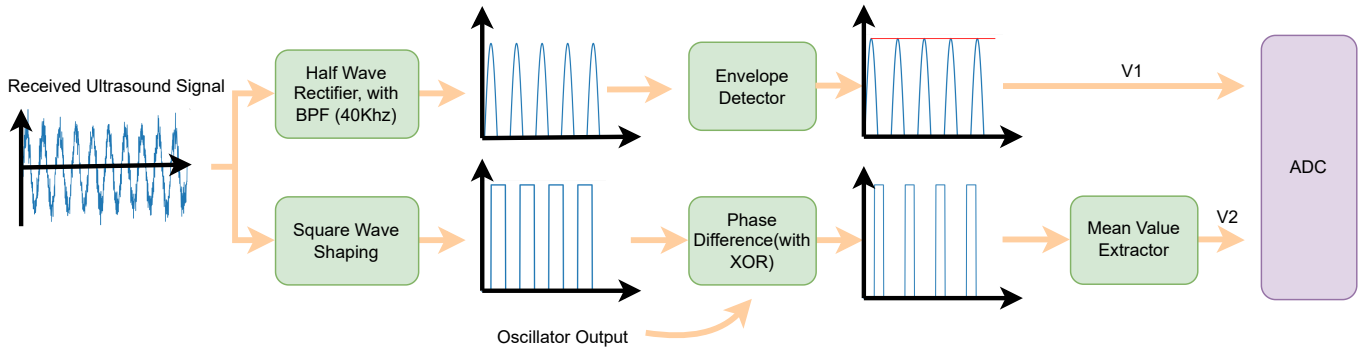 Received Ultrasound Signal
Half Wave
Rectifier, with
BPF (40Khz)
Envelope
Detector
V1
ADC
Square Wave
Shaping
Phase
Difference(with
XOR)
Mean Value
Extractor
V2
Oscillator Output